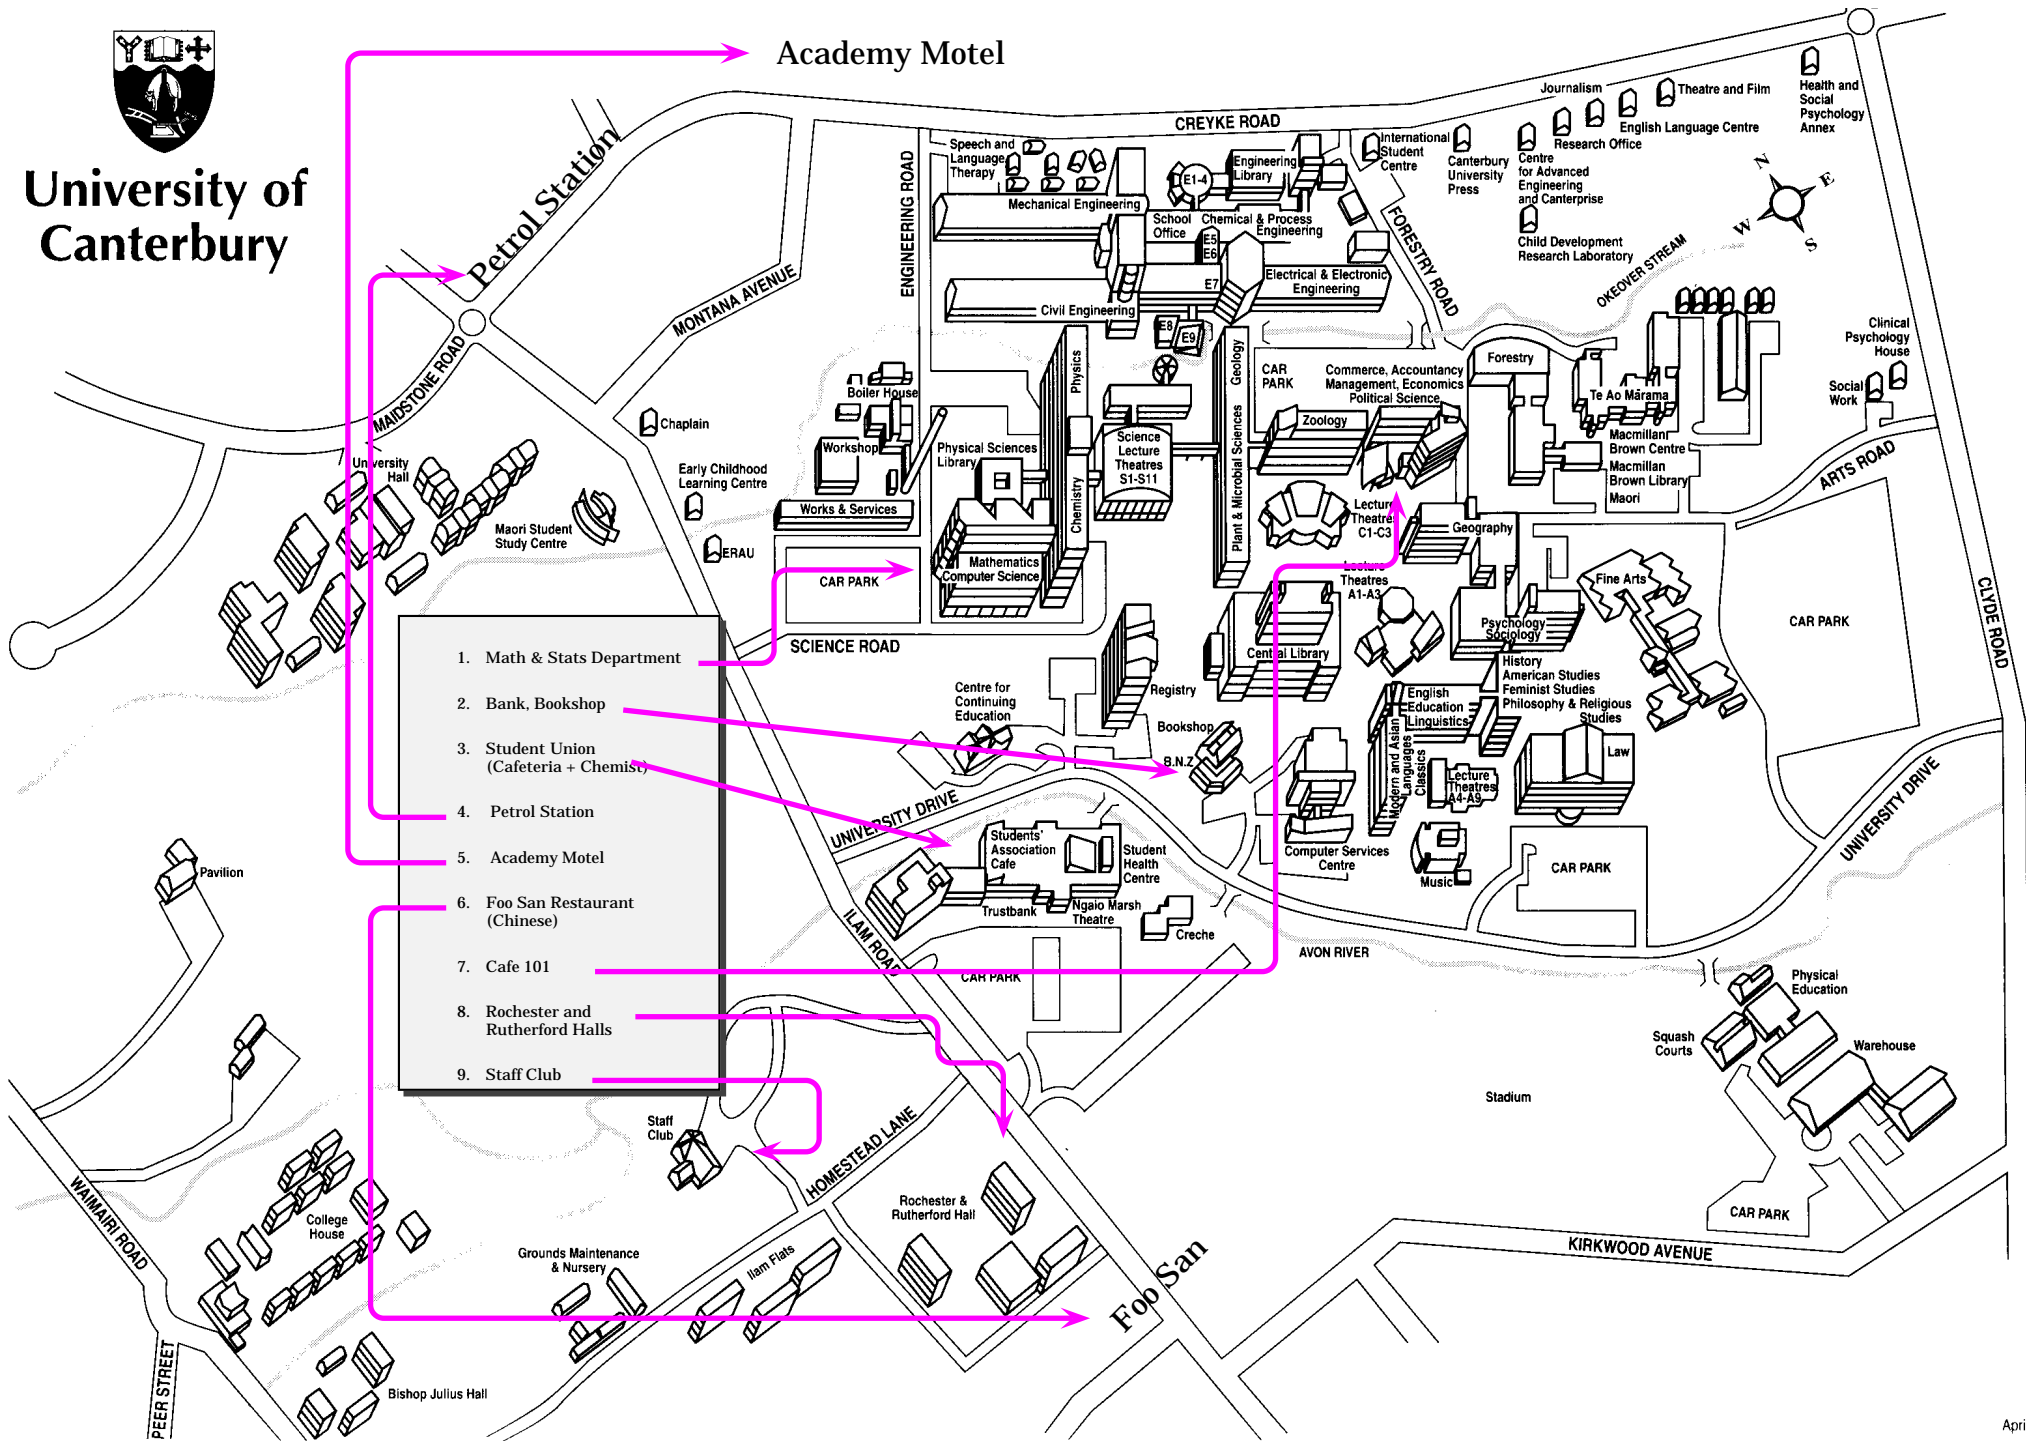 Academy Motel
University of
Canterbury
Petrol Station
CREYKE ROAD
ENGINEERING ROAD
MONTANA AVENUE
MAIDSTONE ROAD
FORESTRY ROAD
OKEOVER STREAM
ARTS ROAD
CLYDE ROAD
N
E
W
S
Journalism
Theatre and Film
English Language Centre
Research Office
Health and
Social
Psychology
Annex
International
Student
Centre
Canterbury
University
Press
Centre
for Advanced
Engineering
and Canterprise
Child Development
Research Laboratory
Clinical
Psychology
House
Social
Work
Speech and
Language
Therapy
Mechanical Engineering
E1-4
Engineering
Library
School
Office
Chemical & Process
Engineering
E5
E6
E7
Electrical & Electronic
Engineering
Civil Engineering
E8
E9
Physics
Chemistry
Geology
Plant & Microbial Sciences
CAR
PARK
Commerce, Accountancy
Management, Economics
Political Science
Zoology
Forestry
Te Ao Marama
Macmillan
Brown Centre
Macmillan
Brown Library
Maori
Boiler House
Workshop
Works & Services
Physical Sciences
Library
Science
Lecture
Theatres
S1-S11
Mathematics
Computer Science
CAR PARK
Lecture
Theatres
C1-C3
Geography
Lecture
Theatres
A1-A3
Fine Arts
CAR PARK
Psychology
Sociology
Chaplain
Early Childhood
Learning Centre
ERAU
University
Hall
Maori Student
Study Centre
SCIENCE ROAD
Central Library
Registry
Centre for
Continuing
Education
Bookshop
B.N.Z
History
American Studies
Feminist Studies
Philosophy & Religious
Studies
English
Education
Linguistics
Modern and Asian
Languages
Classics
Law
Lecture
Theatres
A4-A9
Music
Computer Services
Centre
CAR PARK
UNIVERSITY DRIVE
UNIVERSITY DRIVE
1. Math & Stats Department
2. Bank, Bookshop
3. Student Union
(Cafeteria + Chemist)
4. Petrol Station
5. Academy Motel
6. Foo San Restaurant
(Chinese)
7. Cafe 101
8. Rochester and
Rutherford Halls
9. Staff Club
Students'
Association
Cafe
Student
Health
Centre
Trustbank
Ngaio Marsh
Theatre
Creche
CAR PARK
ILAM ROAD
AVON RIVER
Pavilion
Physical
Education
Squash
Courts
Warehouse
Stadium
CAR PARK
KIRKWOOD AVENUE
Staff
Club
HOMESTEAD LANE
Rochester &
Rutherford Hall
Foo San
Ilam Flats
Grounds Maintenance
& Nursery
College
House
WAIMAIRI ROAD
PEER STREET
Bishop Julius Hall
Apri